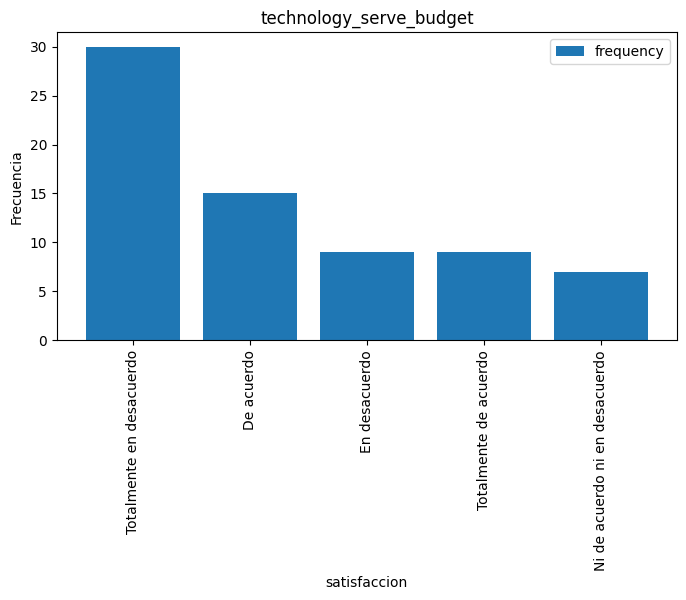 technology_serve_budget
frequency
Frecuencia
30
25
20
15
10
5
0
Totalmente en desacuerdo
De acuerdo
En desacuerdo
Totalmente de acuerdo
Ni de acuerdo ni en desacuerdo
satisfaccion